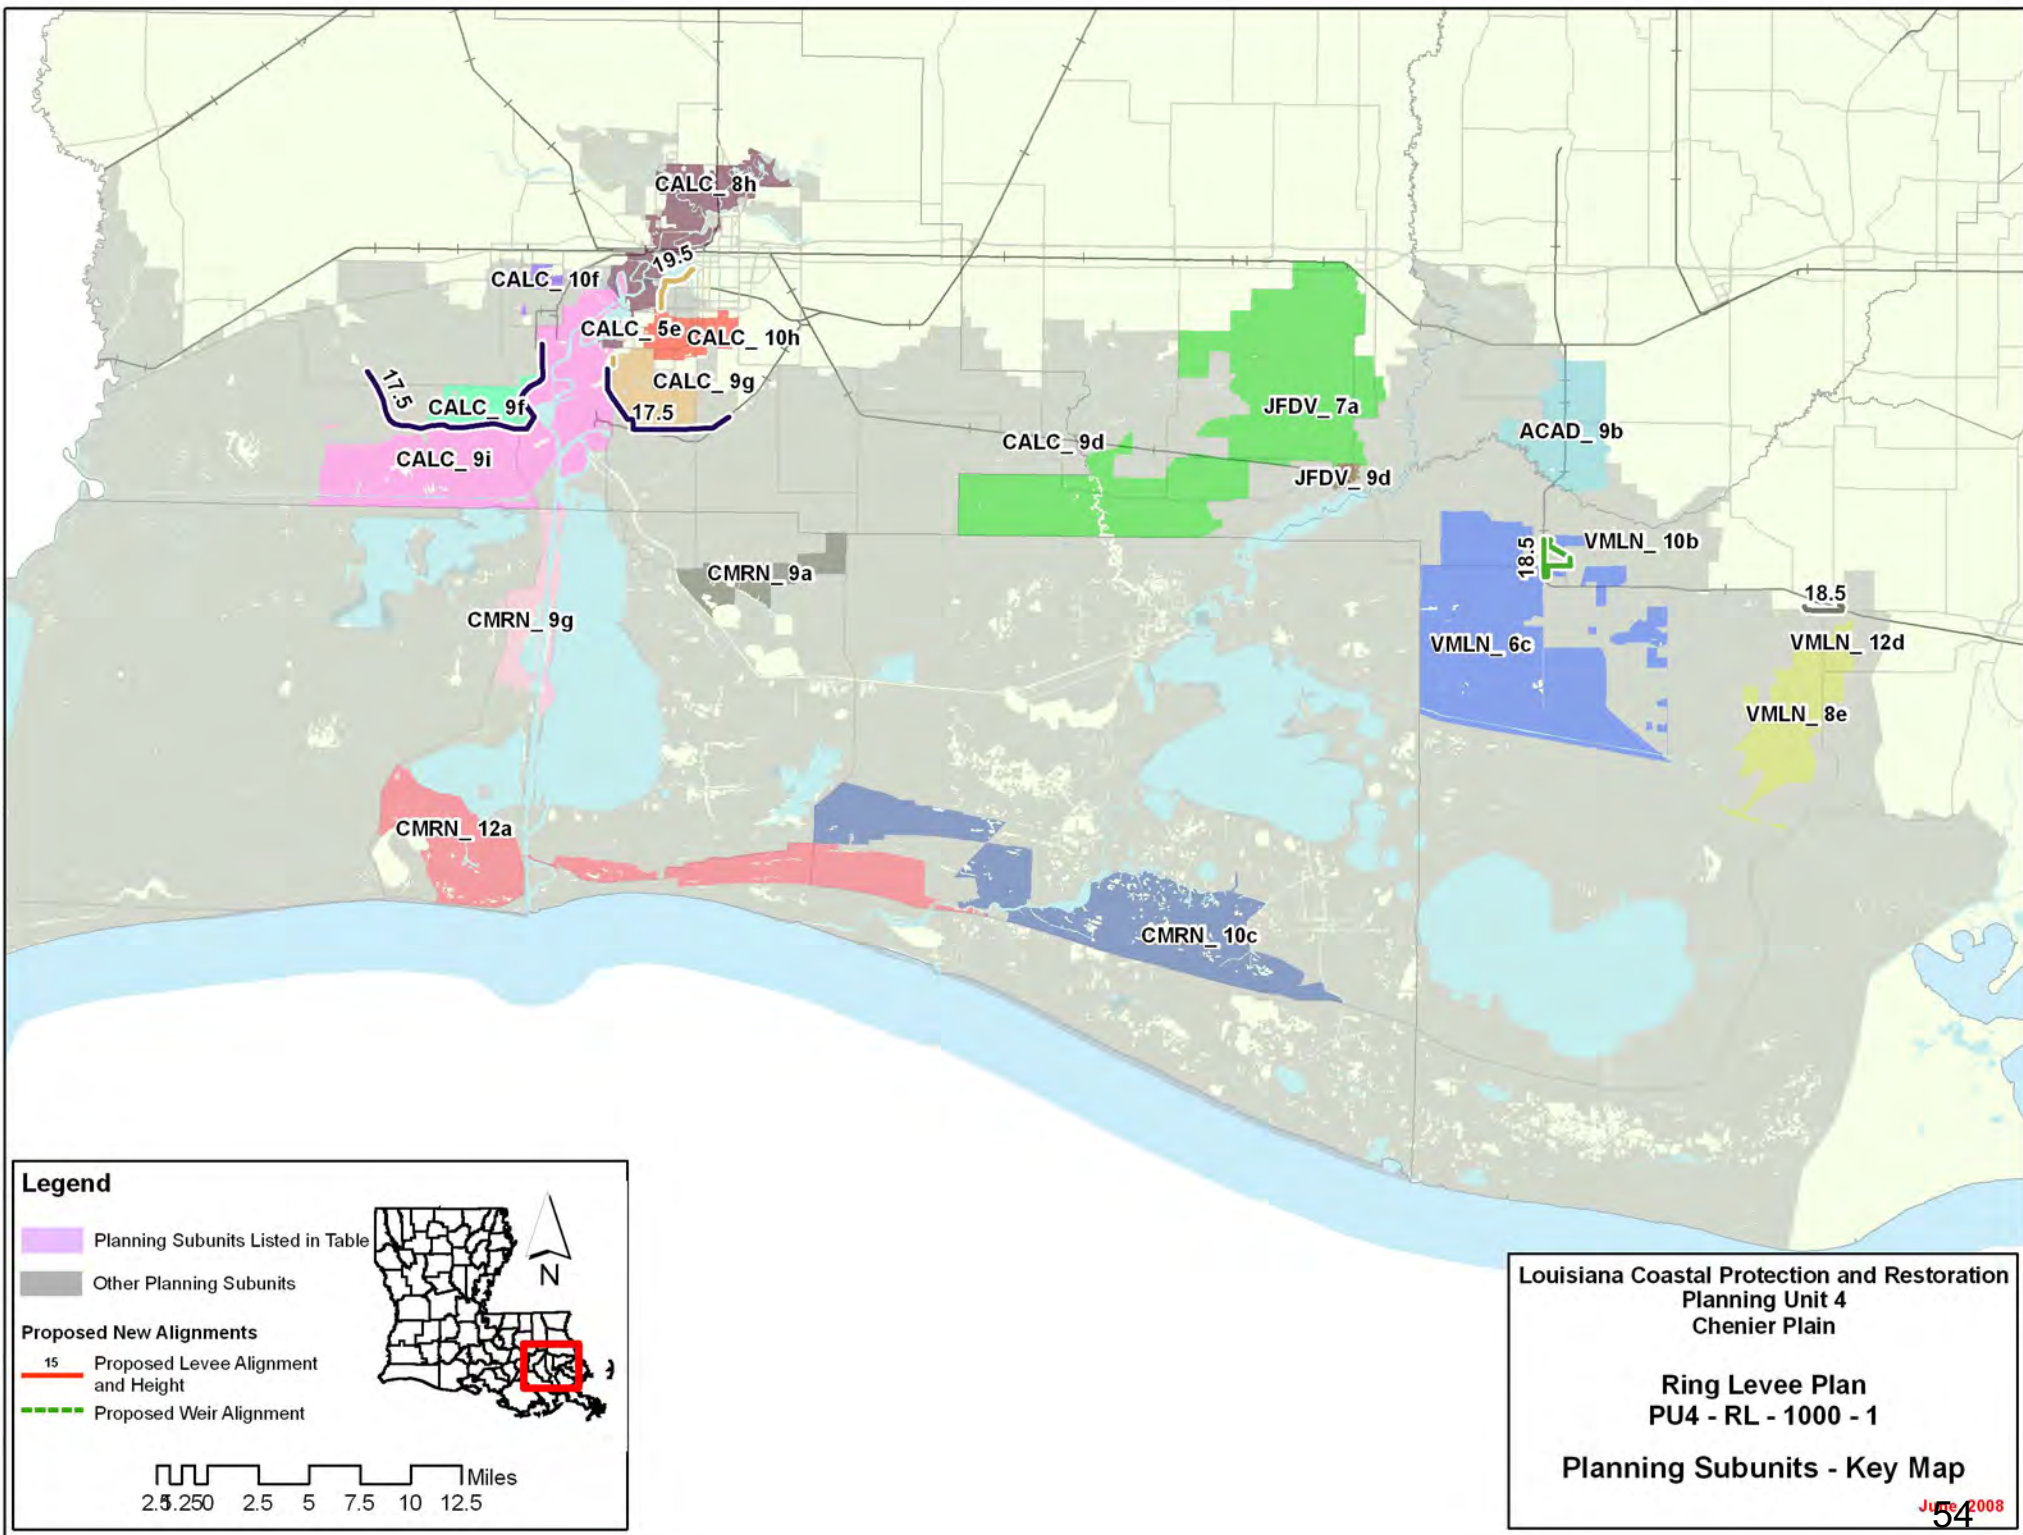 CALC_ 8h
19.5
CALC_ 10f
CALC_ 5e
CALC_ 10h
CALC_ 9g
17.5
17.5
CALC_ 9f
CALC_ 9i
JFDV_ 7a
CALC_ 9d
JFDV_ 9d
ACAD_ 9b
18.5
VMLN_ 10b
CMRN_ 9a
CMRN_ 9g
18.5
VMLN_ 6c
VMLN_ 12d
VMLN_ 8e
CMRN_ 12a
CMRN_ 10c
Legend
Planning Subunits Listed in Table
Other Planning Subunits
Proposed New Alignments
15
Proposed Levee Alignment
and Height
Proposed Weir Alignment
N
Miles
0 2.5 5 7.5 10 12.5
Louisiana Coastal Protection and Restoration
Planning Unit 4
Chenier Plain
Ring Levee Plan
PU4 - RL - 1000 - 1
Planning Subunits - Key Map
June 2008
54